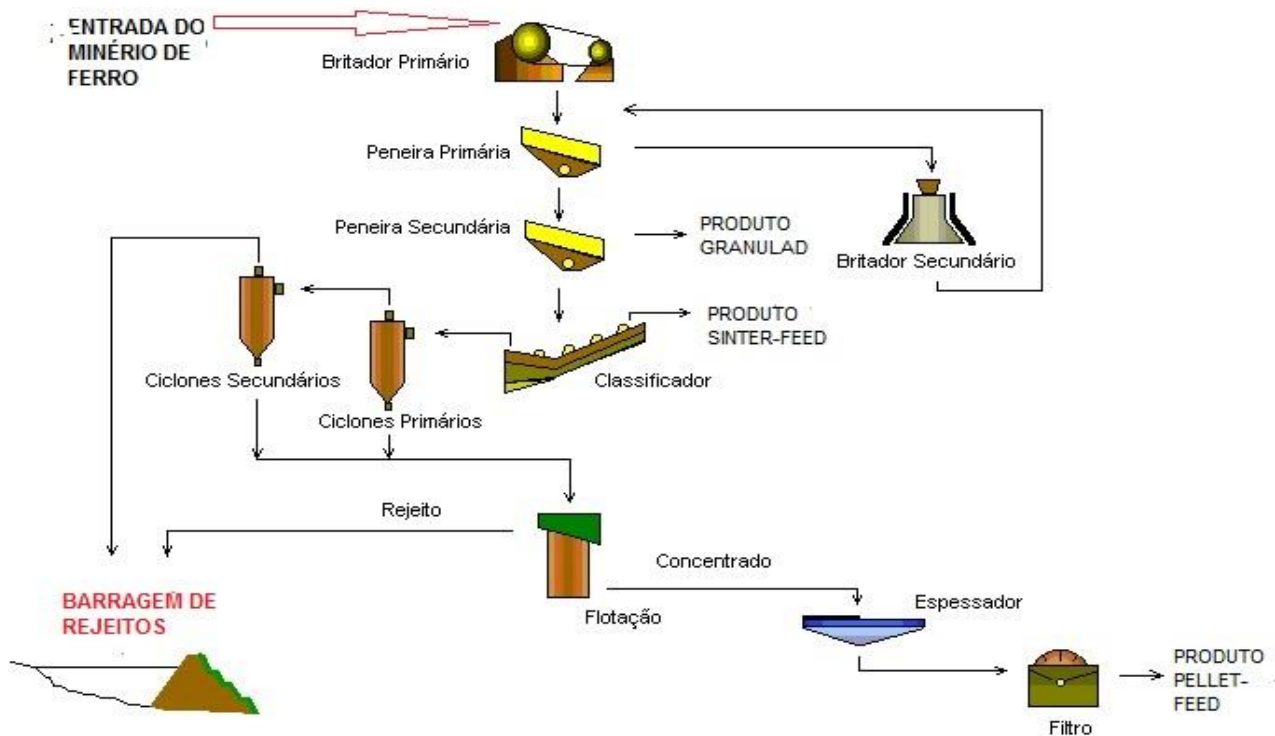 ENTRADA DO
MINÉRIO DE
FERRO
Britador Primário
Peneira Primária
Peneira Secundária
PRODUTO
GRANULAD
Britador Secundário
PRODUTO
SINTER-FEED
Classificador
Ciclones Secundários
Ciclones Primários
Rejeito
Concentrado
Flotação
Espessador
BARRAGEM DE
REJEITOS
PRODUTO
PELLET-
FEED
Filtro